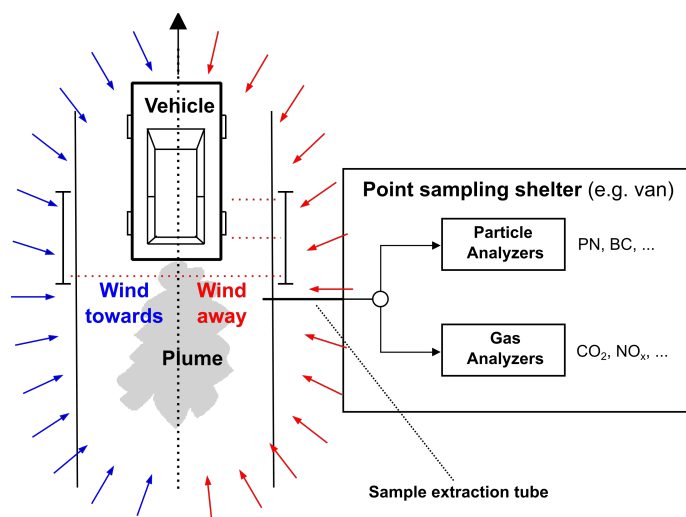 Vehicle
Point sampling shelter (e.g. van)
Particle
Analyzers
PN, BC, ...
Wind
towards
Wind
away
Plume
Gas
Analyzers
CO₂, NOₓ, ...
Sample extraction tube